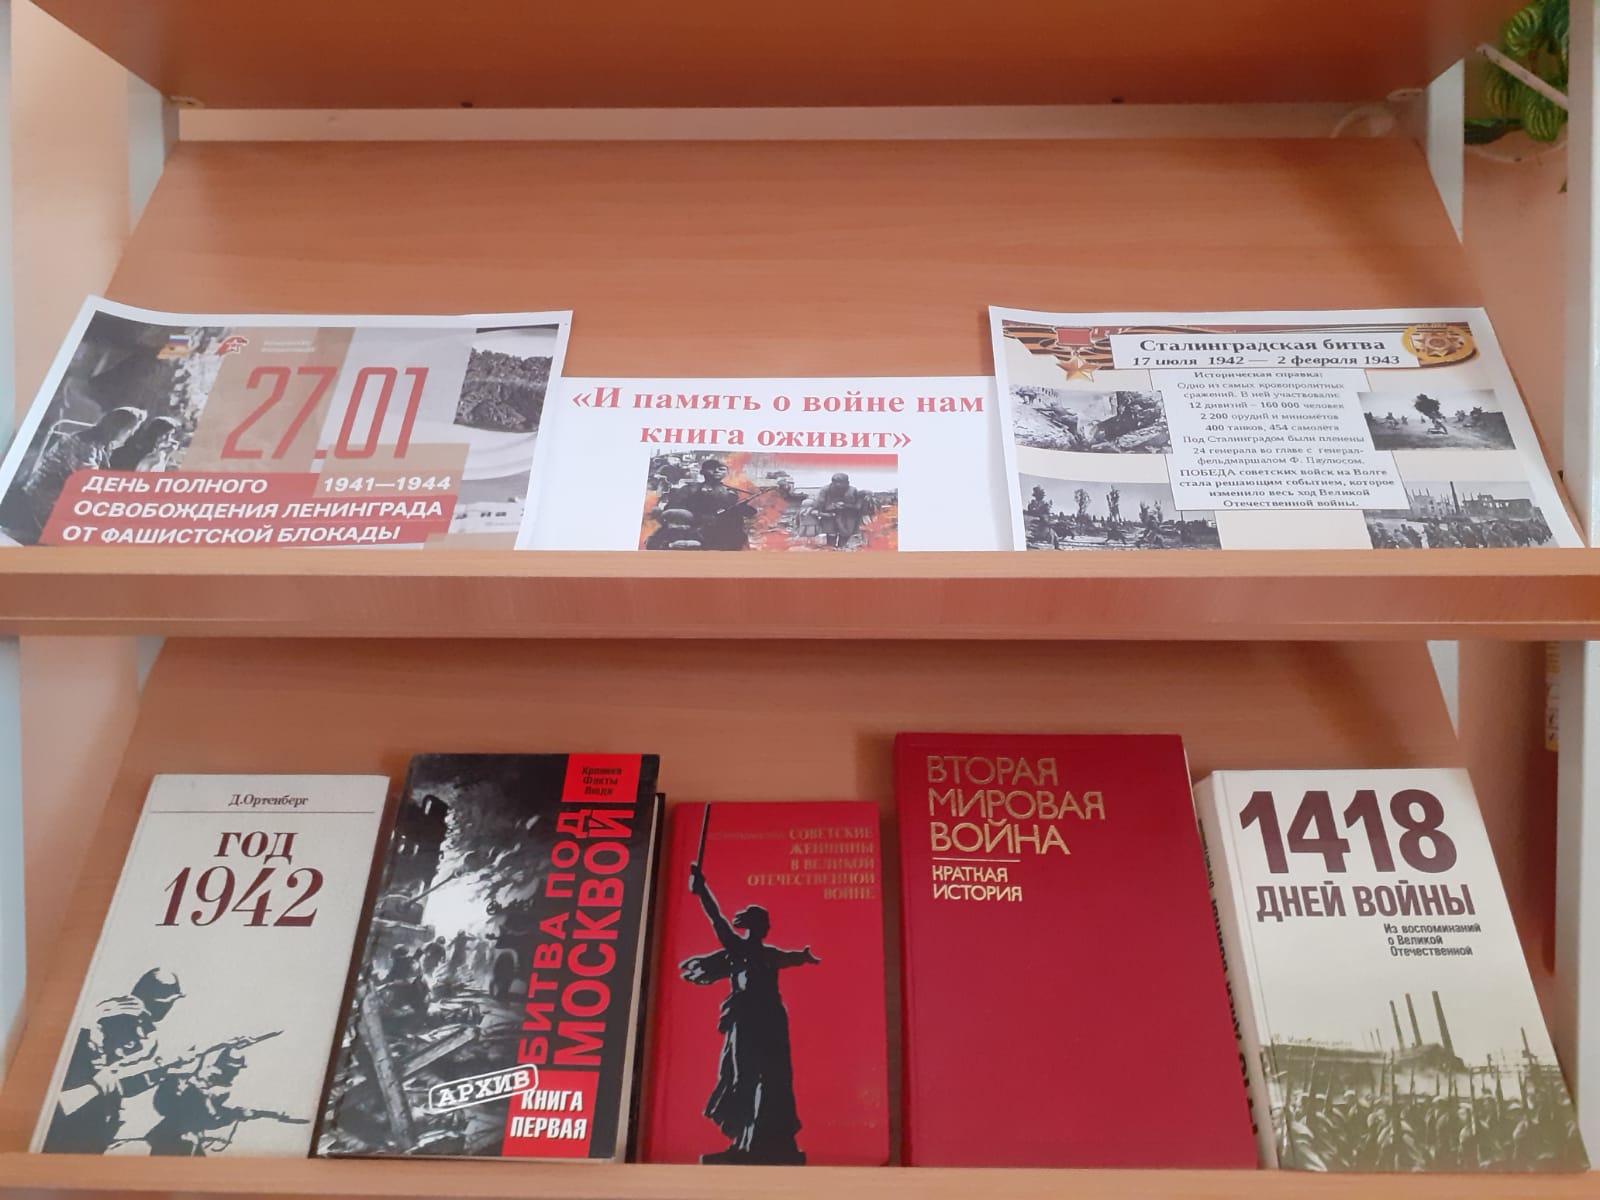 27.01
ДЕНЬ ПОЛНОГО 1941—1944
ОСВОБОЖДЕНИЯ ЛЕНИНГРАДА
ОТ ФАШИСТСКОЙ БЛОКАДЫ
«И память о войне нам
книга оживит»
Сталинградская битва
17 июля 1942 — 2 февраля 1943
Историческая справка:
Одно из самых кровопролитных
сражений. В ней участвовали:
12 дивитий – 160 000 человек
2 200 орудий и миномётов
400 танков, 454 самолёта
Под Сталинградом были пленены
24 генерала во главе с генерал-
фельдмаршалом Ф. Паулюсом.
ПОБЕДА советских войск на Волге
стала решающим событием, которое
изменило весь ход Великой
Отечественной войны.
Д.Ортенберг
ГОД
1942
Хроника
Факты
Люди
БИТВА ПОД
МОСКВОЙ
АРХИВ
КНИГА
ПЕРВАЯ
СОВЕТСКИЕ
ЖЕНЩИНЫ
В ВЕЛИКОЙ
ОТЕЧЕСТВЕННОЙ
ВОЙНЕ
ВТОРАЯ
МИРОВАЯ
ВОЙНА
КРАТКАЯ
ИСТОРИЯ
1418
ДНЕЙ ВОЙНЫ
Из воспоминаний
о Великой
Отечественной